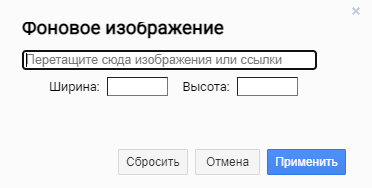 Фоновое изображение
Перетащите сюда изображения или ссылки
Ширина: Высота:
Сбросить Отмена Применить